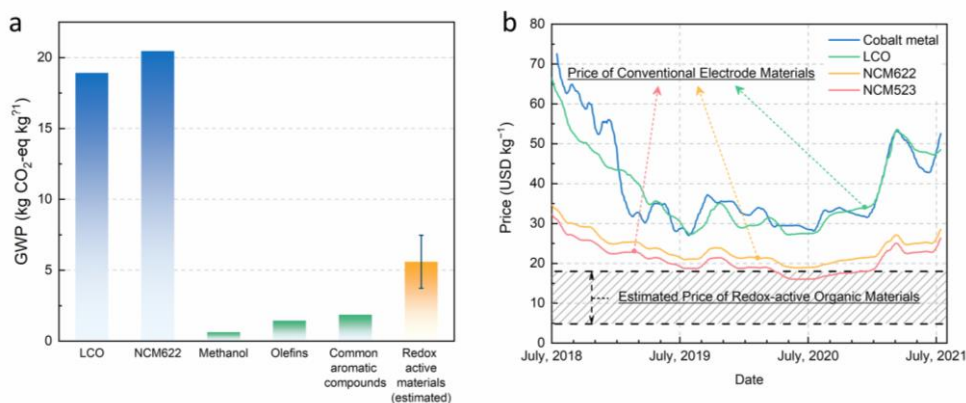 a
GWP (kg CO₂-eq kg?¹)
20
15
10
5
0
LCO
NCM622
Methanol
Olefins
Common
aromatic
compounds
Redox
active
materials
(estimated)
b
Price (USD kg⁻¹)
80
70
60
50
40
30
20
10
0
Cobalt metal
LCO
NCM622
NCM523
Price of Conventional Electrode Materials
Estimated Price of Redox-active Organic Materials
July, 2018
July, 2019
July, 2020
July, 2021
Date